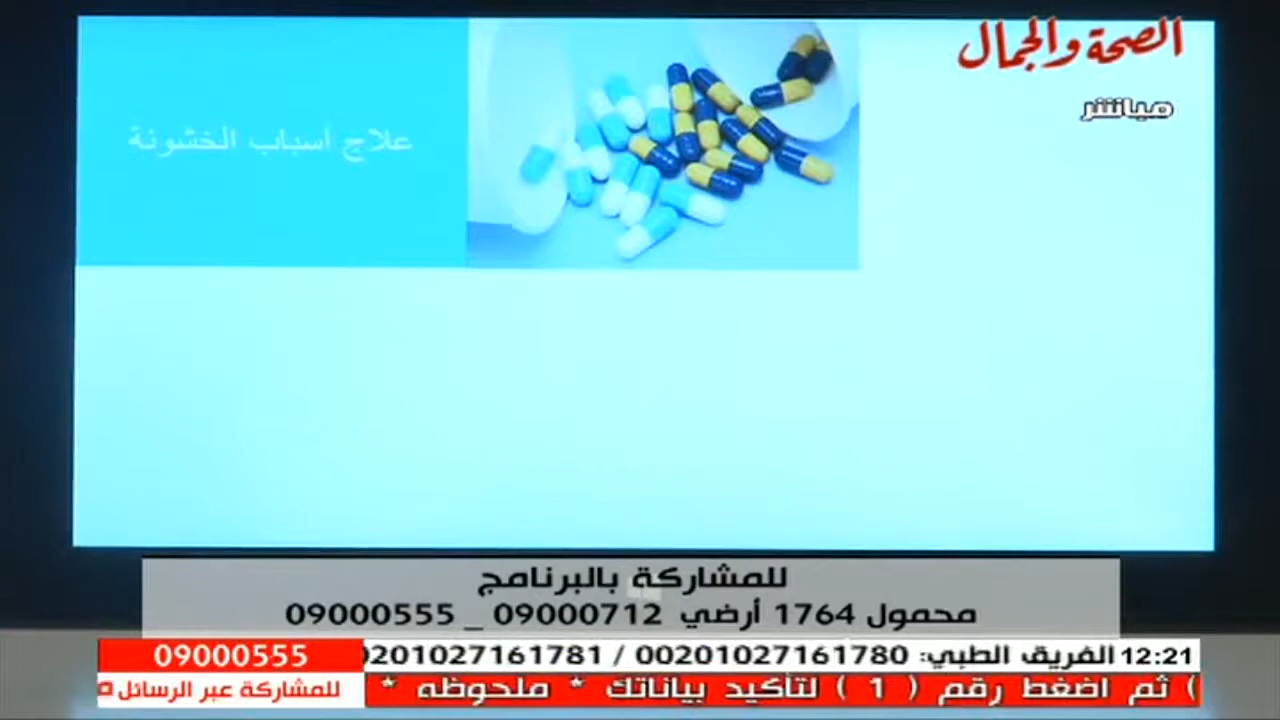 الصحة والجمال
مباشر
علاج أسباب الخشونة
للمشاركة بالبرنامج
محمول 1764 أرضي 09000712 _ 09000555
12:21 الفريق الطبي: 00201027161780 / 0201027161781
09000555
) ثم اضغط رقم ( 1 ) لتأكيد بياناتك * ملحوظه *
للمشاركة عبر الرسائل